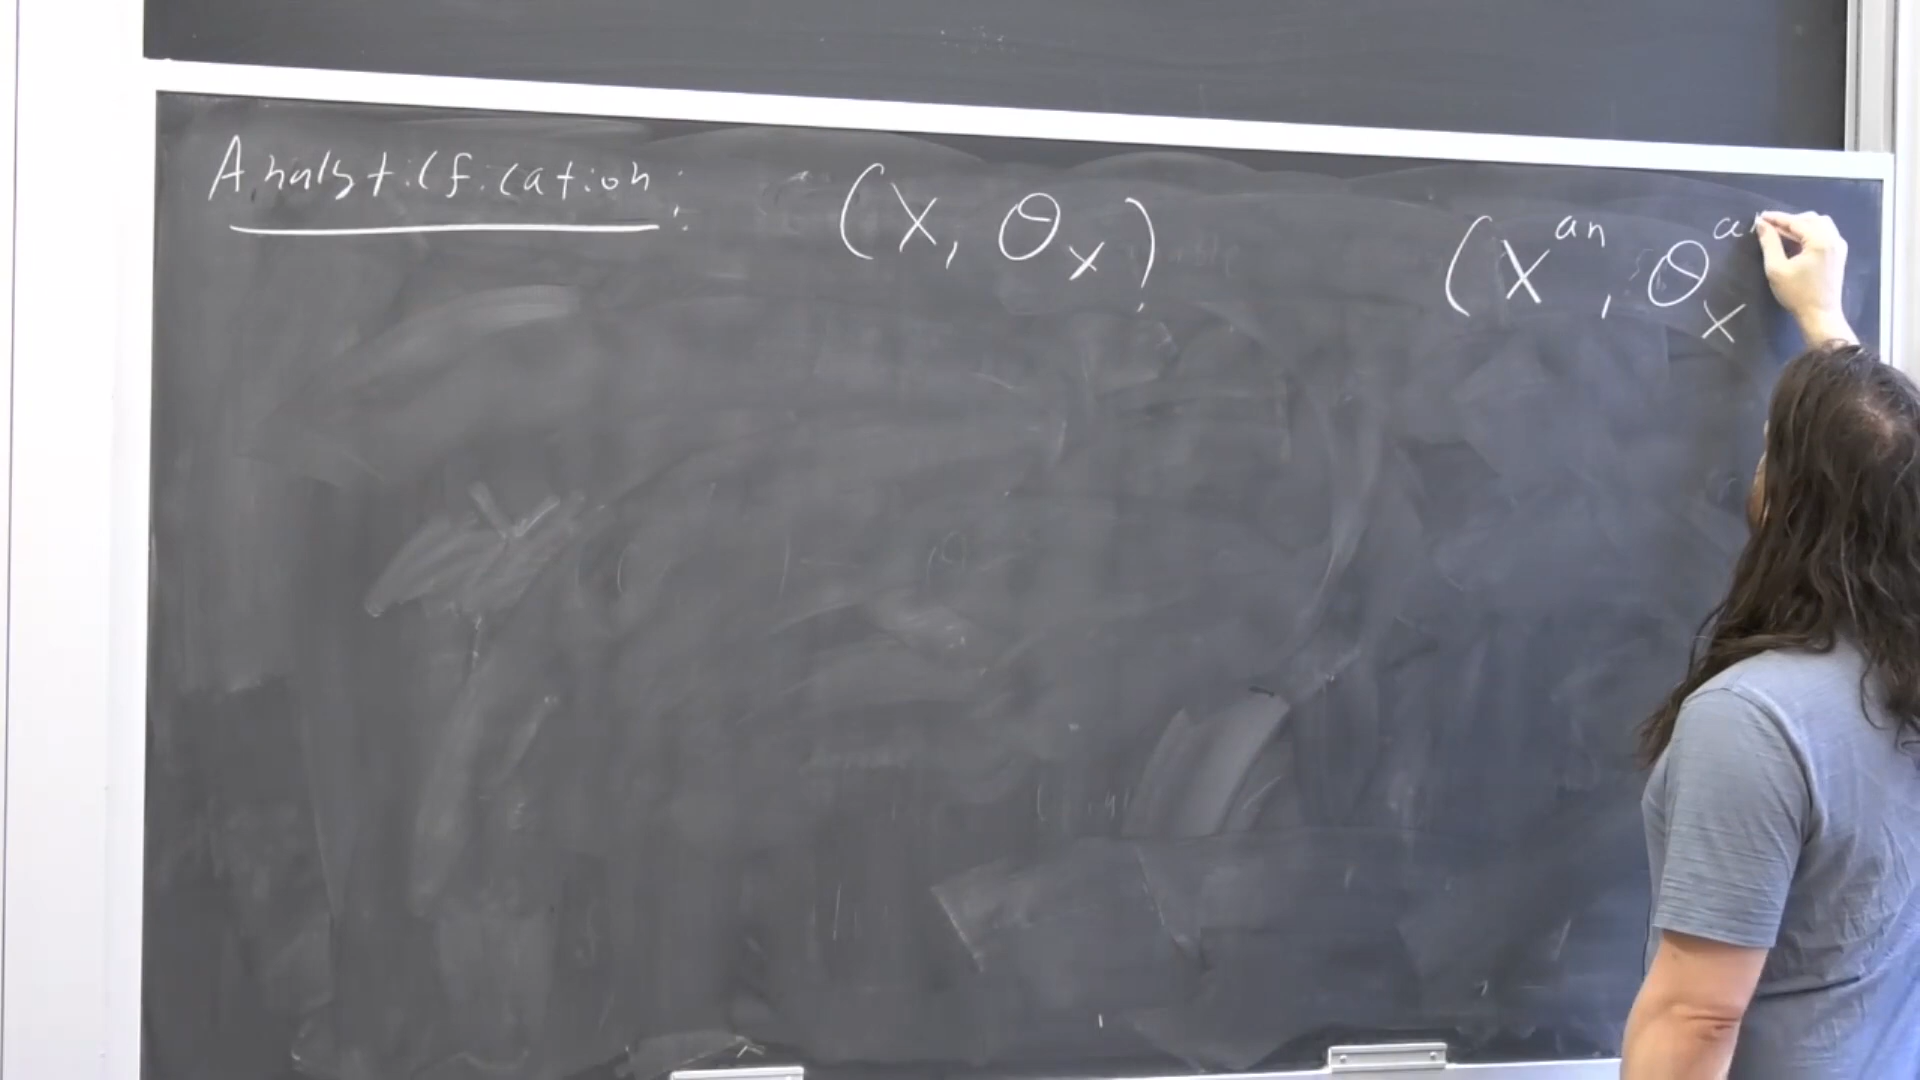 Analytification: (X, O_X) (X^an, O_X^an